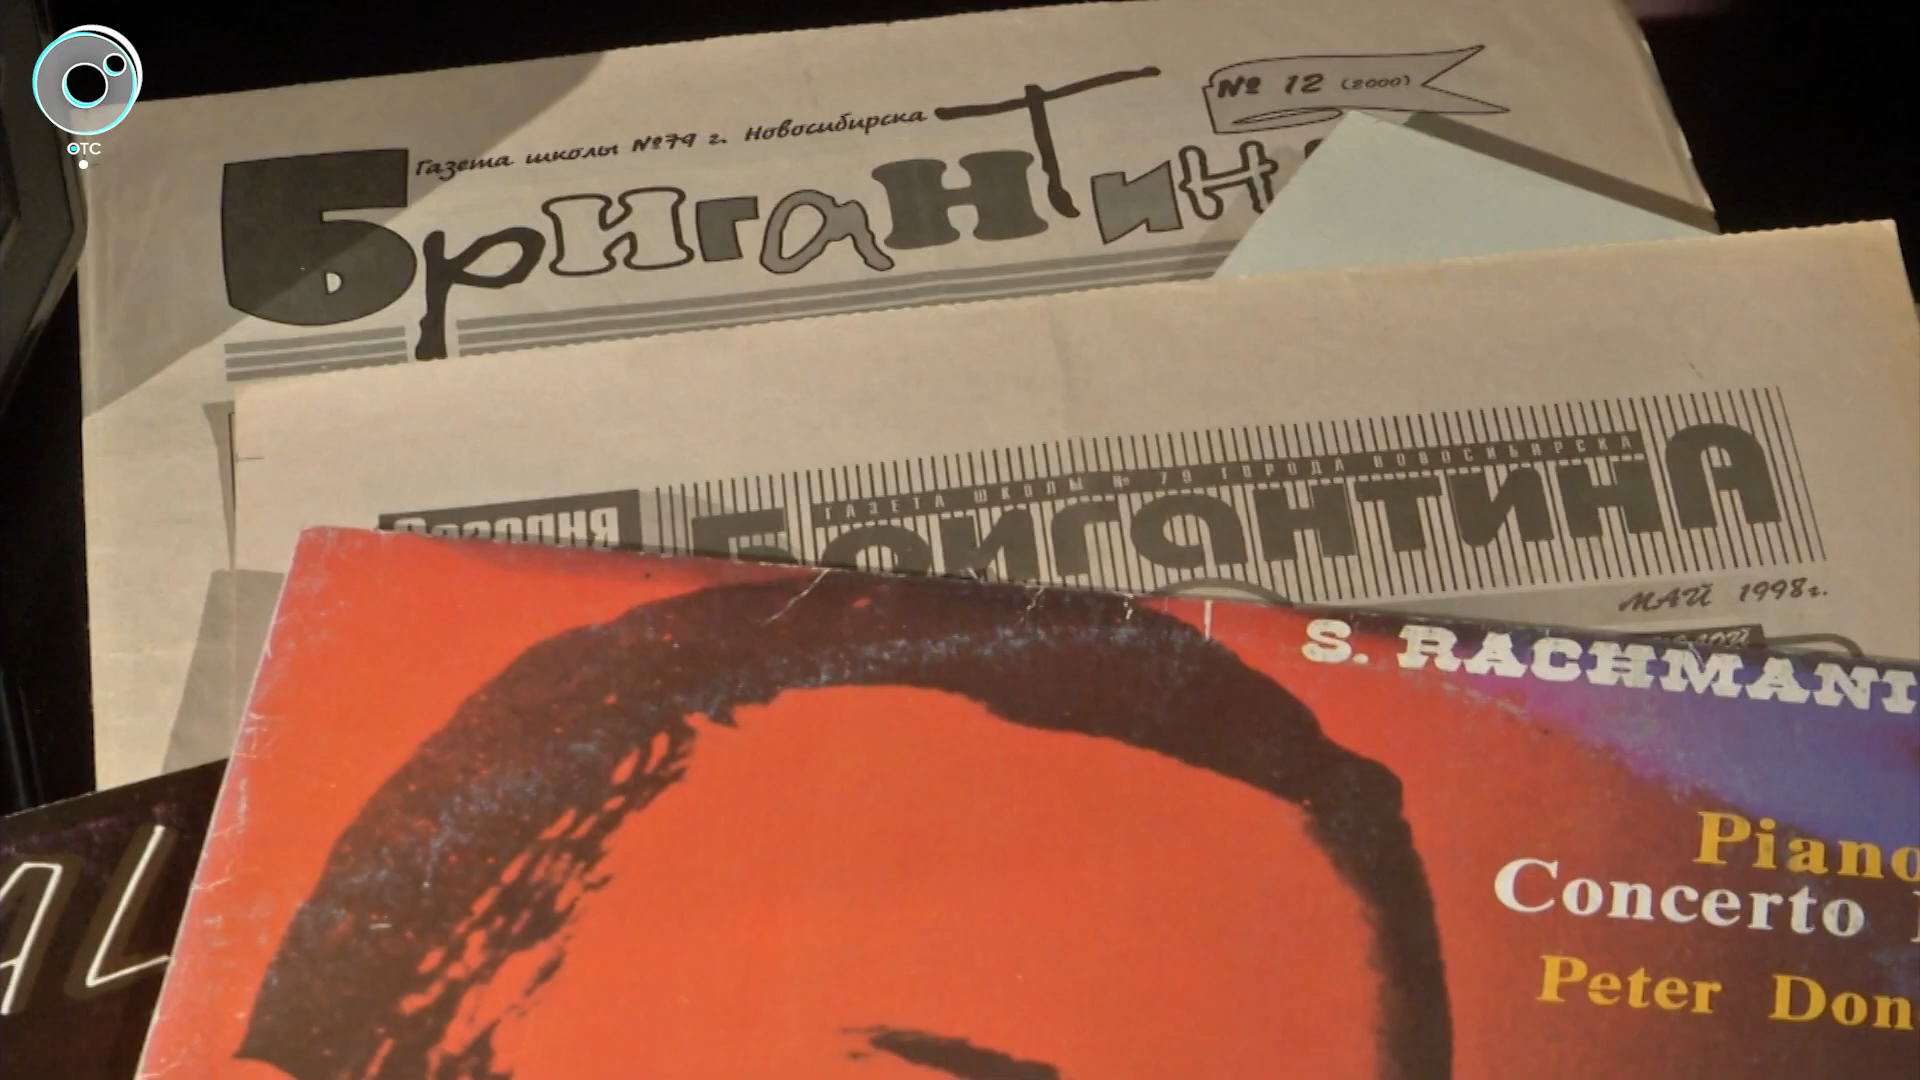 ОТС
Газета школы №79 г. Новосибирска
№ 12 (2000)
Бригантин
ГАЗЕТА ШКОЛЫ № 79 ГОРОДА НОВОСИБИРСКА
БРИГАНТИНА
МАЙ 1998г.
S. RACHMANI
Piano
Concerto
Peter Don
AL